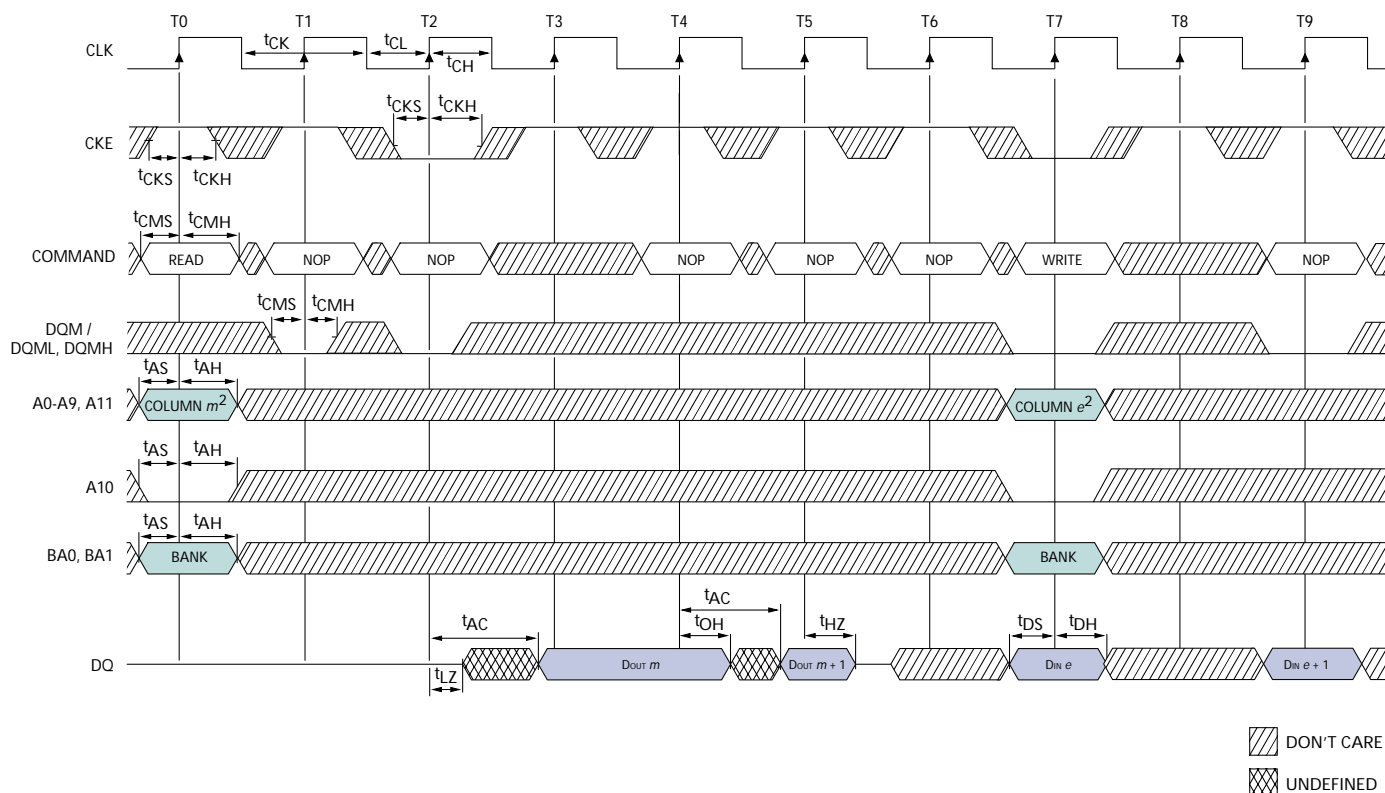 T0 T1 T2 T3 T4 T5 T6 T7 T8 T9
CLK tCK tCL tCH
tCKS tCKH
CKE
tCKS tCKH
tCMS tCMH
COMMAND READ NOP NOP NOP NOP NOP WRITE NOP
tCMS tCMH
DQM /
DQML, DQMH
tAS tAH
A0-A9, A11 COLUMN m2 COLUMN e2
tAS tAH
A10
tAS tAH
BA0, BA1 BANK BANK
tAC
tAC tOH tHZ tDS tDH
DQ DOUT m DOUT m + 1 DIN e DIN e + 1
tLZ
DON'T CARE
UNDEFINED